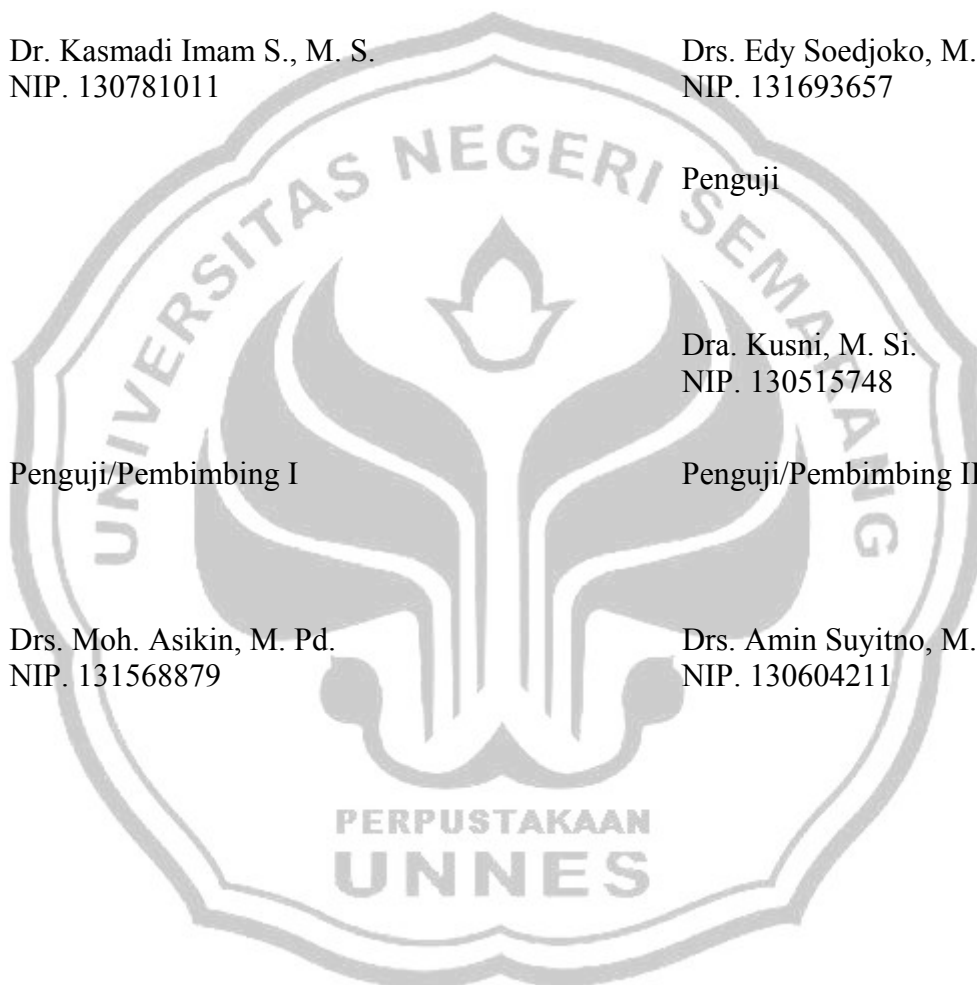 Dr. Kasmadi Imam S., M. S.
NIP. 130781011
Drs. Edy Soedjoko, M.
NIP. 131693657
Penguji
Dra. Kusni, M. Si.
NIP. 130515748
Penguji/Pembimbing I
Penguji/Pembimbing II
Drs. Moh. Asikin, M. Pd.
NIP. 131568879
Drs. Amin Suyitno, M.
NIP. 130604211
UNIVERSITAS NEGERI SEMARANG
PERPUSTAKAAN
UNNES